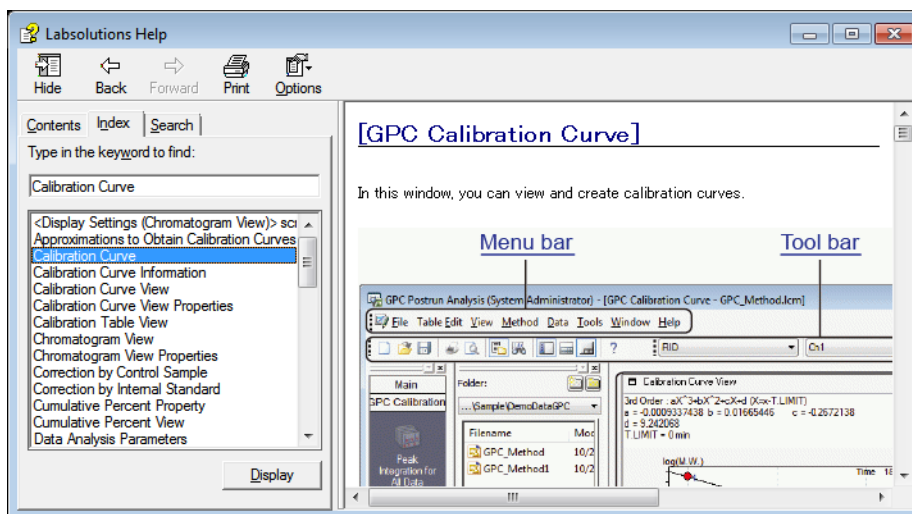 Labsolutions Help
Hide Back Forward Print Options
Contents Index Search
Type in the keyword to find:
Calibration Curve
<Display Settings (Chromatogram View)> scr
Approximations to Obtain Calibration Curves
Calibration Curve
Calibration Curve Information
Calibration Curve View
Calibration Curve View Properties
Calibration Table View
Chromatogram View
Chromatogram View Properties
Correction by Control Sample
Correction by Internal Standard
Cumulative Percent Property
Cumulative Percent View
Data Analysis Parameters
Display
[GPC Calibration Curve]
In this window, you can view and create calibration curves.
Menu bar Tool bar
GPC Postrun Analysis (System Administrator) - [GPC Calibration Curve - GPC_Method.lcm]
File Table Edit View Method Data Tools Window Help
RID Ch1
Main
GPC Calibration
Peak
Integration for
All Data
Folder:
...\Sample\DemoDataGPC
Filename Mod
GPC_Method 10/2
GPC_Method1 10/2
Calibration Curve View
3rd Order : aX^3+bX^2+cX+d (X=x-T.LIMIT)
a = -0.0009337438 b = 0.01665446 c = -0.2672138
d = 9.242068
T.LIMIT = 0 min
log(M.W.)
Time 18